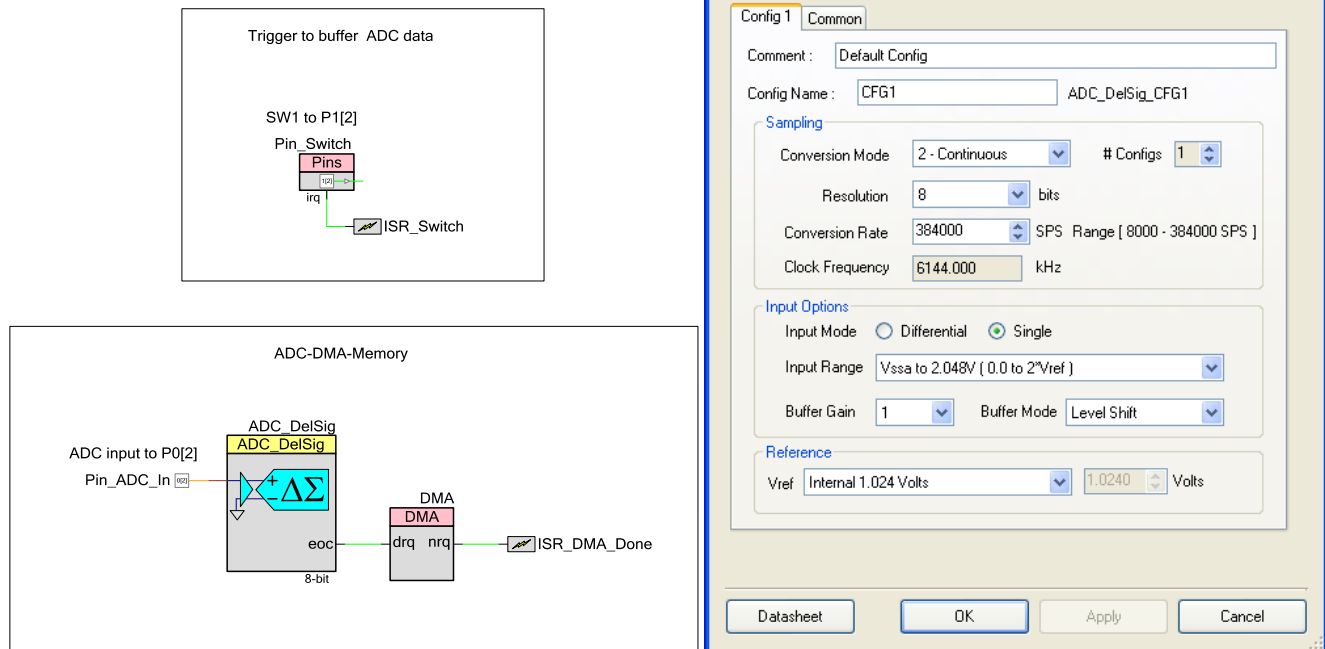 Trigger to buffer ADC data
SW1 to P1[2]
Pin_Switch
Pins
1[2]
irq
ISR_Switch
ADC-DMA-Memory
ADC_DelSig
ADC_DelSig
ADC input to P0[2]
Pin_ADC_In 0[2]
+
ΔΣ
-
DMA
DMA
eoc
drq nrq
ISR_DMA_Done
8-bit
Config 1 Common
Comment : Default Config
Config Name : CFG1 ADC_DelSig_CFG1
Sampling
Conversion Mode 2 - Continuous # Configs 1
Resolution 8 bits
Conversion Rate 384000 SPS Range [ 8000 - 384000 SPS ]
Clock Frequency 6144.000 kHz
Input Options
Input Mode Differential Single
Input Range Vssa to 2.048V ( 0.0 to 2*Vref )
Buffer Gain 1 Buffer Mode Level Shift
Reference
Vref Internal 1.024 Volts 1.0240 Volts
Datasheet OK Apply Cancel